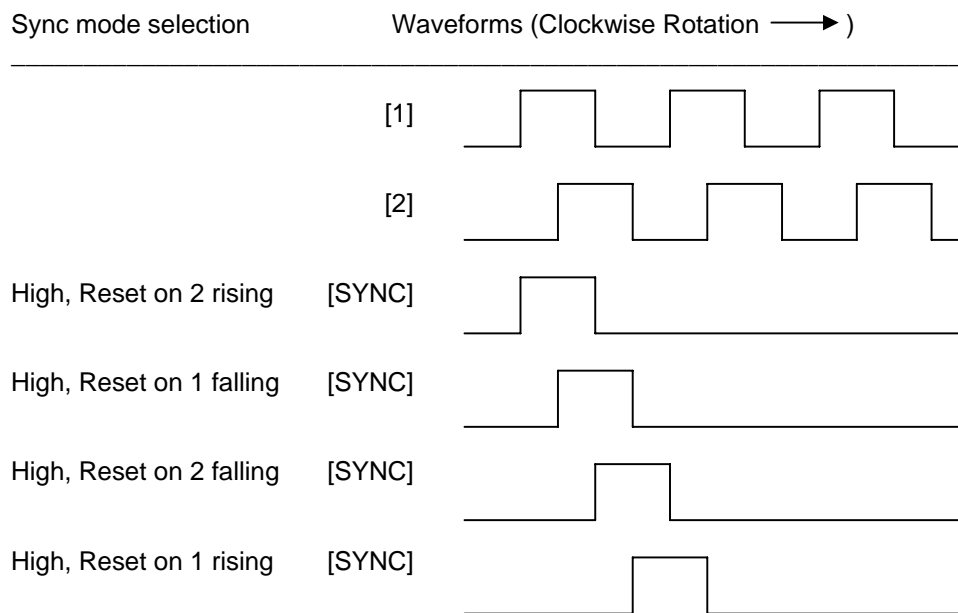 Sync mode selection Waveforms (Clockwise Rotation ⟶ )
[1]
[2]
High, Reset on 2 rising [SYNC]
High, Reset on 1 falling [SYNC]
High, Reset on 2 falling [SYNC]
High, Reset on 1 rising [SYNC]